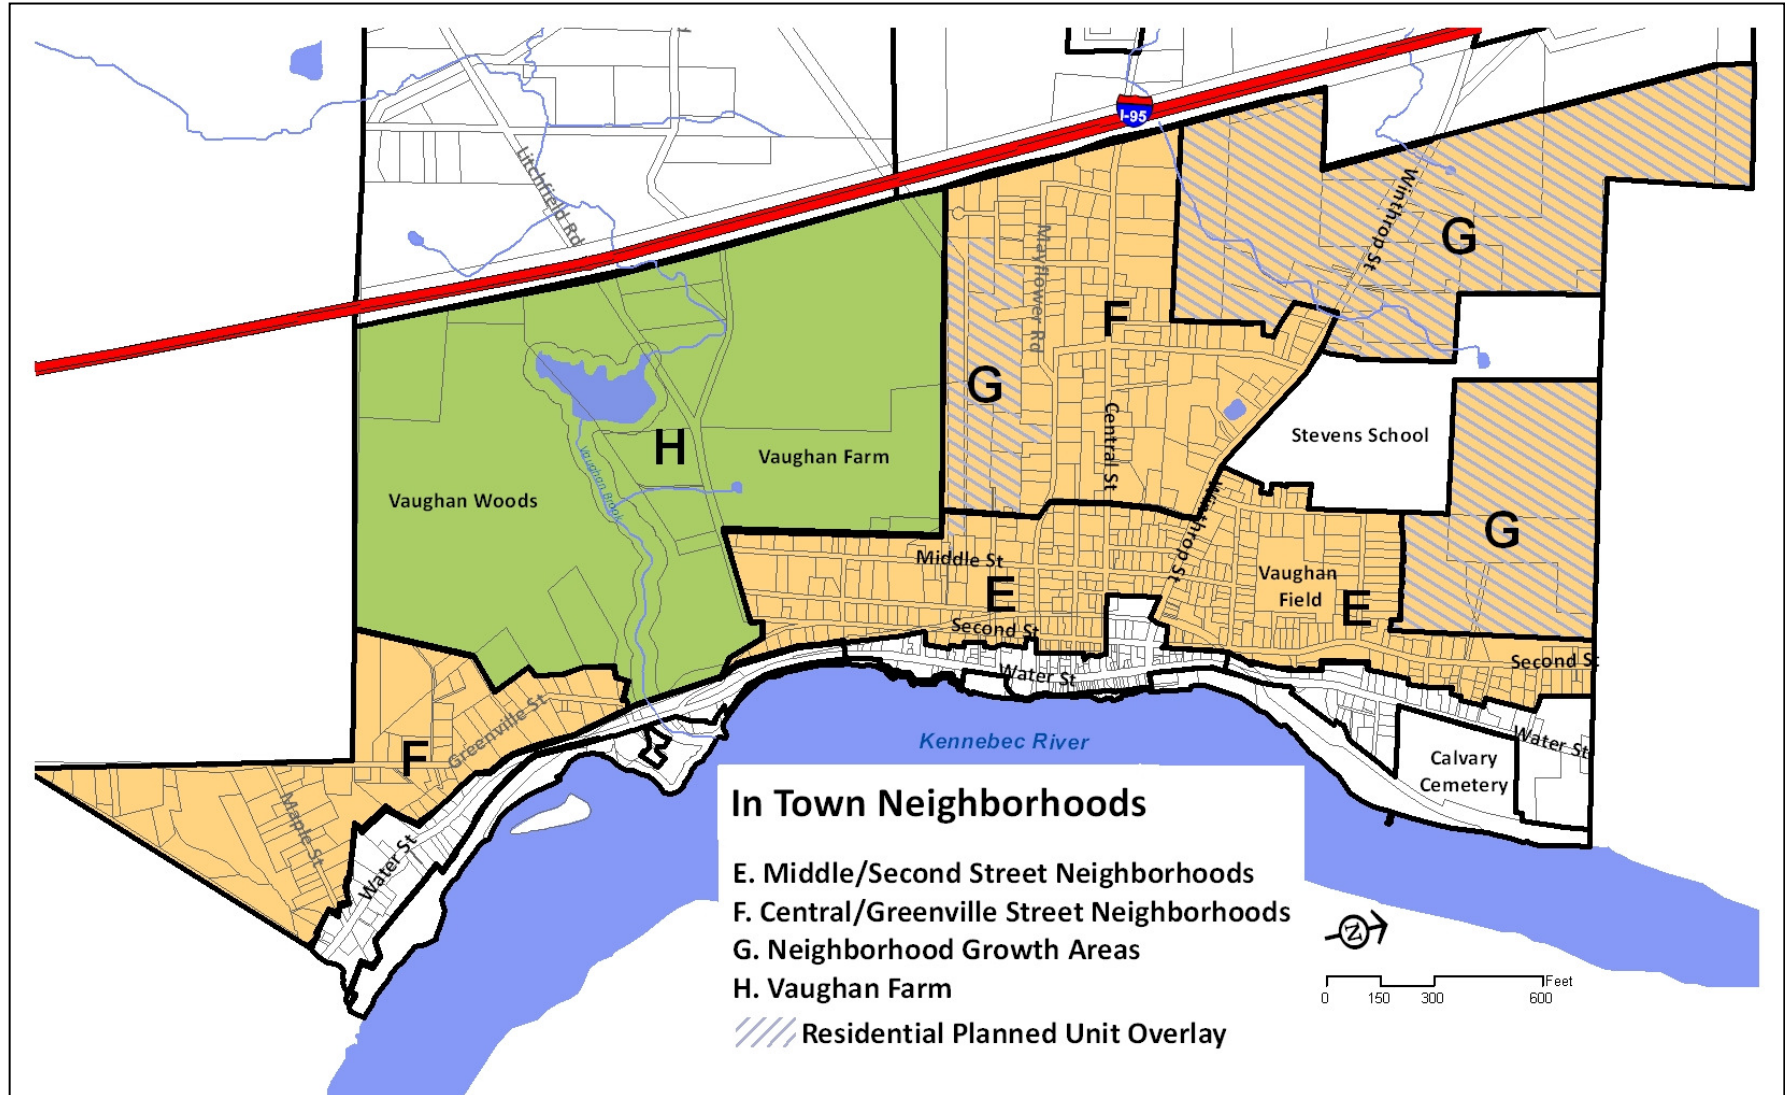 I-95
Litchfield Rd
Winthrop St
G
Mayflower Rd
F
G
Central St
Stevens School
H
Vaughan Farm
Vaughan Woods
Vaughan Brook
Winthrop St
G
Middle St
Vaughan
Field
E
E
Second St
Second St
Water St
Greenville St
F
Water St
Kennebec River
Calvary
Cemetery
Maple St
Water St
In Town Neighborhoods
E. Middle/Second Street Neighborhoods
F. Central/Greenville Street Neighborhoods
G. Neighborhood Growth Areas
H. Vaughan Farm
Residential Planned Unit Overlay
N
Feet
0 150 300 600